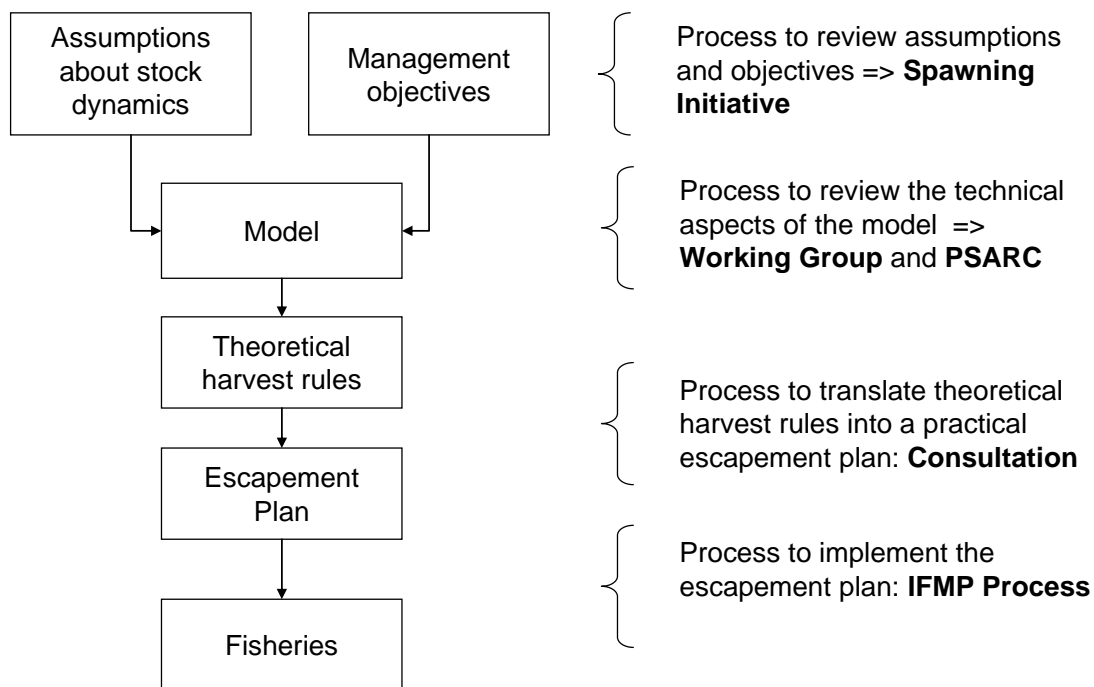 Assumptions
about stock
dynamics
Management
objectives
Process to review assumptions
and objectives => Spawning
Initiative
Model
Process to review the technical
aspects of the model  =>
Working Group and PSARC
Theoretical
harvest rules
Process to translate theoretical
harvest rules into a practical
escapement plan: Consultation
Escapement
Plan
Process to implement the
escapement plan: IFMP Process
Fisheries